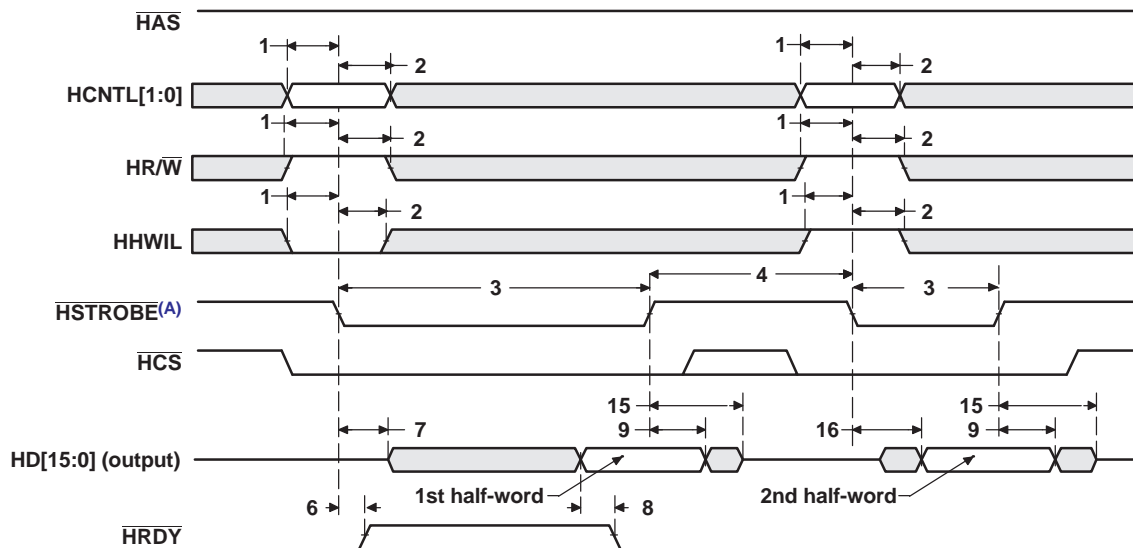 HAS
1
2
1
2
HCNTL[1:0]
1
2
1
2
HR/W
1
2
1
2
HHWIL
3
4
3
HSTROBE(A)
HCS
7
15
9
16
15
9
HD[15:0] (output)
1st half-word
2nd half-word
6
8
HRDY